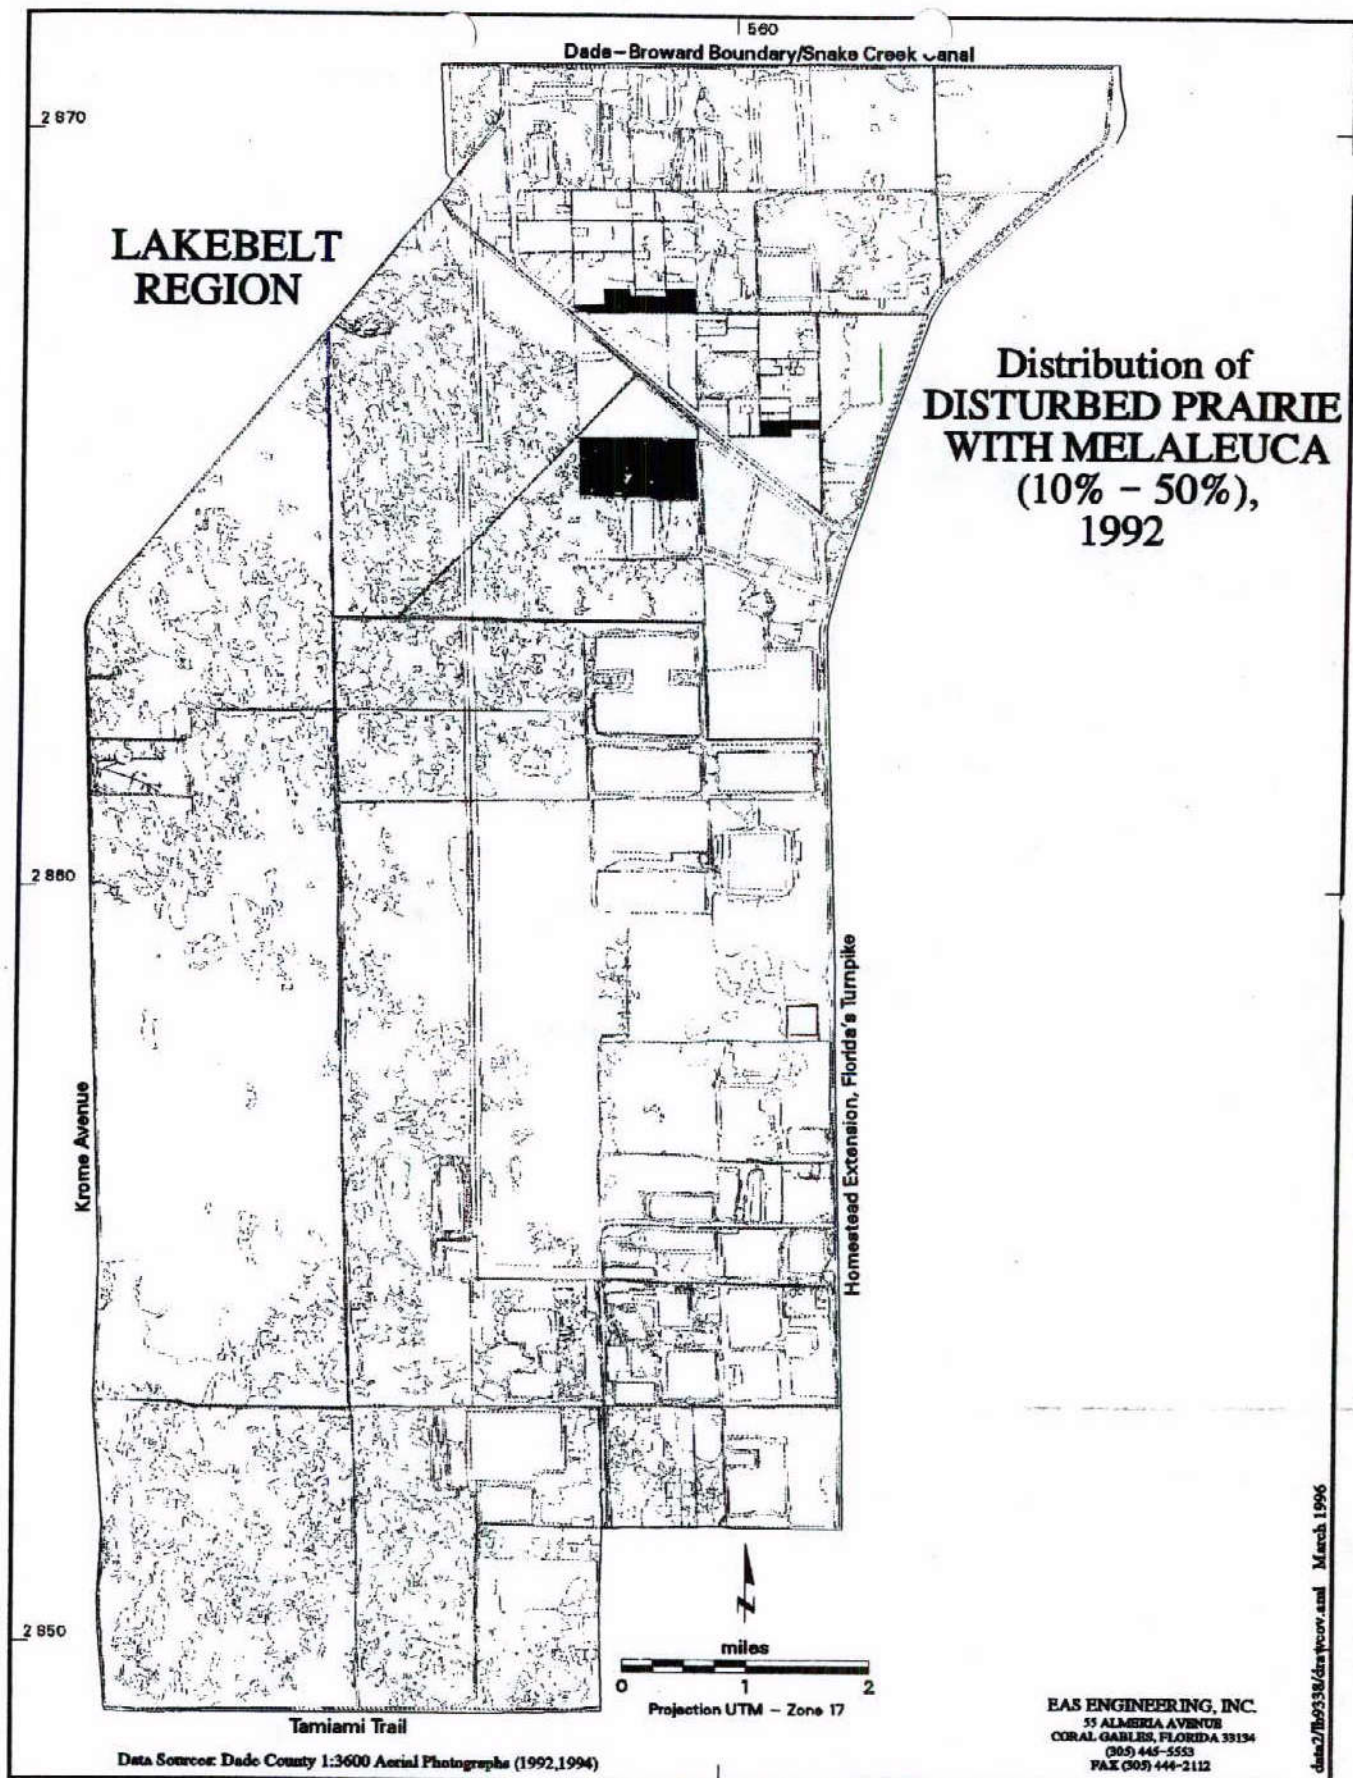 560
Dade-Broward Boundary/Snake Creek Canal
2 870
LAKEBELT
REGION
Distribution of
DISTURBED PRAIRIE
WITH MELALEUCA
(10% - 50%),
1992
2 860
Krome Avenue
Homestead Extension, Florida's Turnpike
2 850
N
miles
0 1 2
Projection UTM - Zone 17
Tamiami Trail
Data Sources: Dade County 1:3600 Aerial Photographs (1992,1994)
EAS ENGINEERING, INC.
55 ALMERIA AVENUE
CORAL GABLES, FLORIDA 33134
(305) 445-5553
FAX (305) 444-2112
March 1996